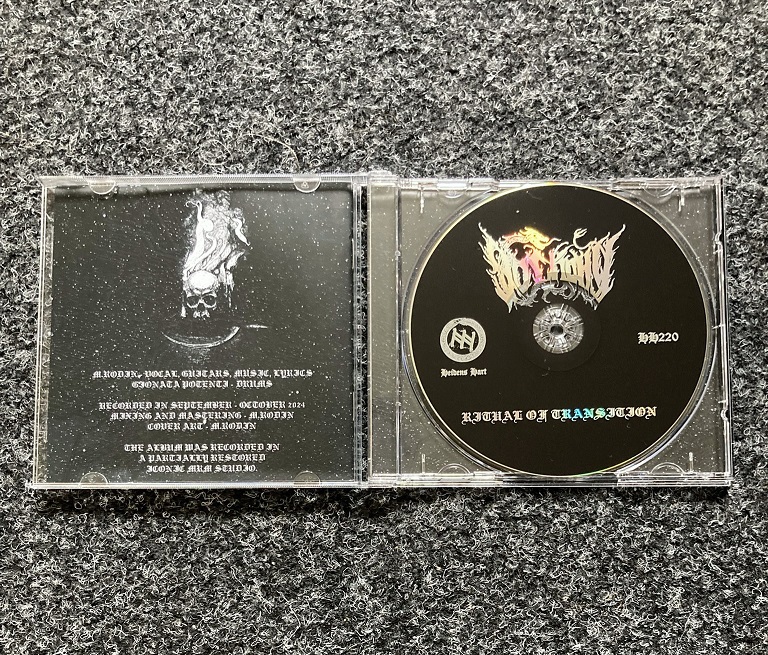 M.RODIN - VOCAL, GUITARS, MUSIC, LYRICS
GIONATA POTENTI - DRUMS
RECORDED IN SEPTEMBER - OCTOBER 2024
MIXING AND MASTERING - M.RODIN
COVER ART - M.RODIN
THE ALBUM WAS RECORDED IN
A PARTIALLY RESTORED
ICONIC MRM STUDIO.
Heidens Hart
HH220
RITUAL OF TRANSITION